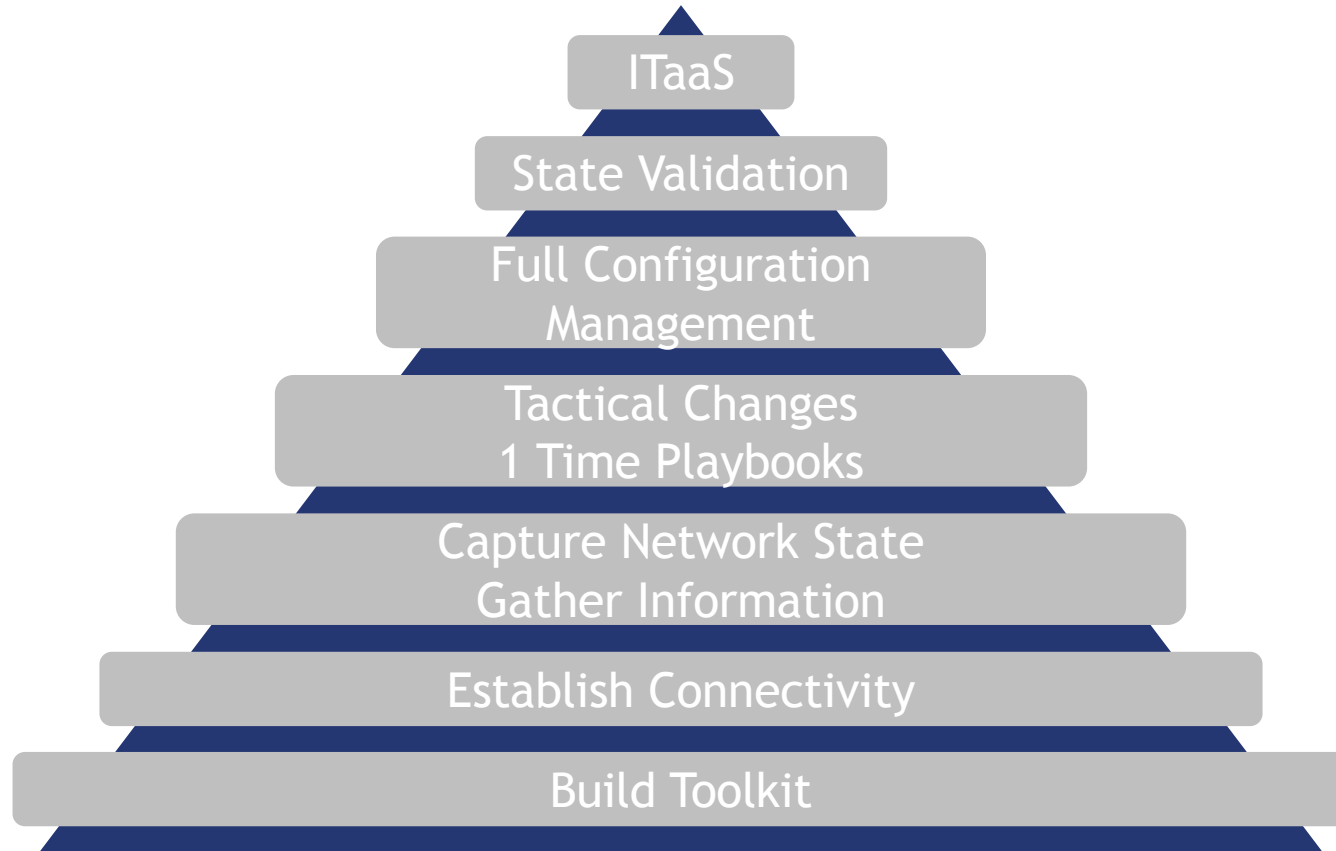 ITaaS
State Validation
Full Configuration
Management
Tactical Changes
1 Time Playbooks
Capture Network State
Gather Information
Establish Connectivity
Build Toolkit